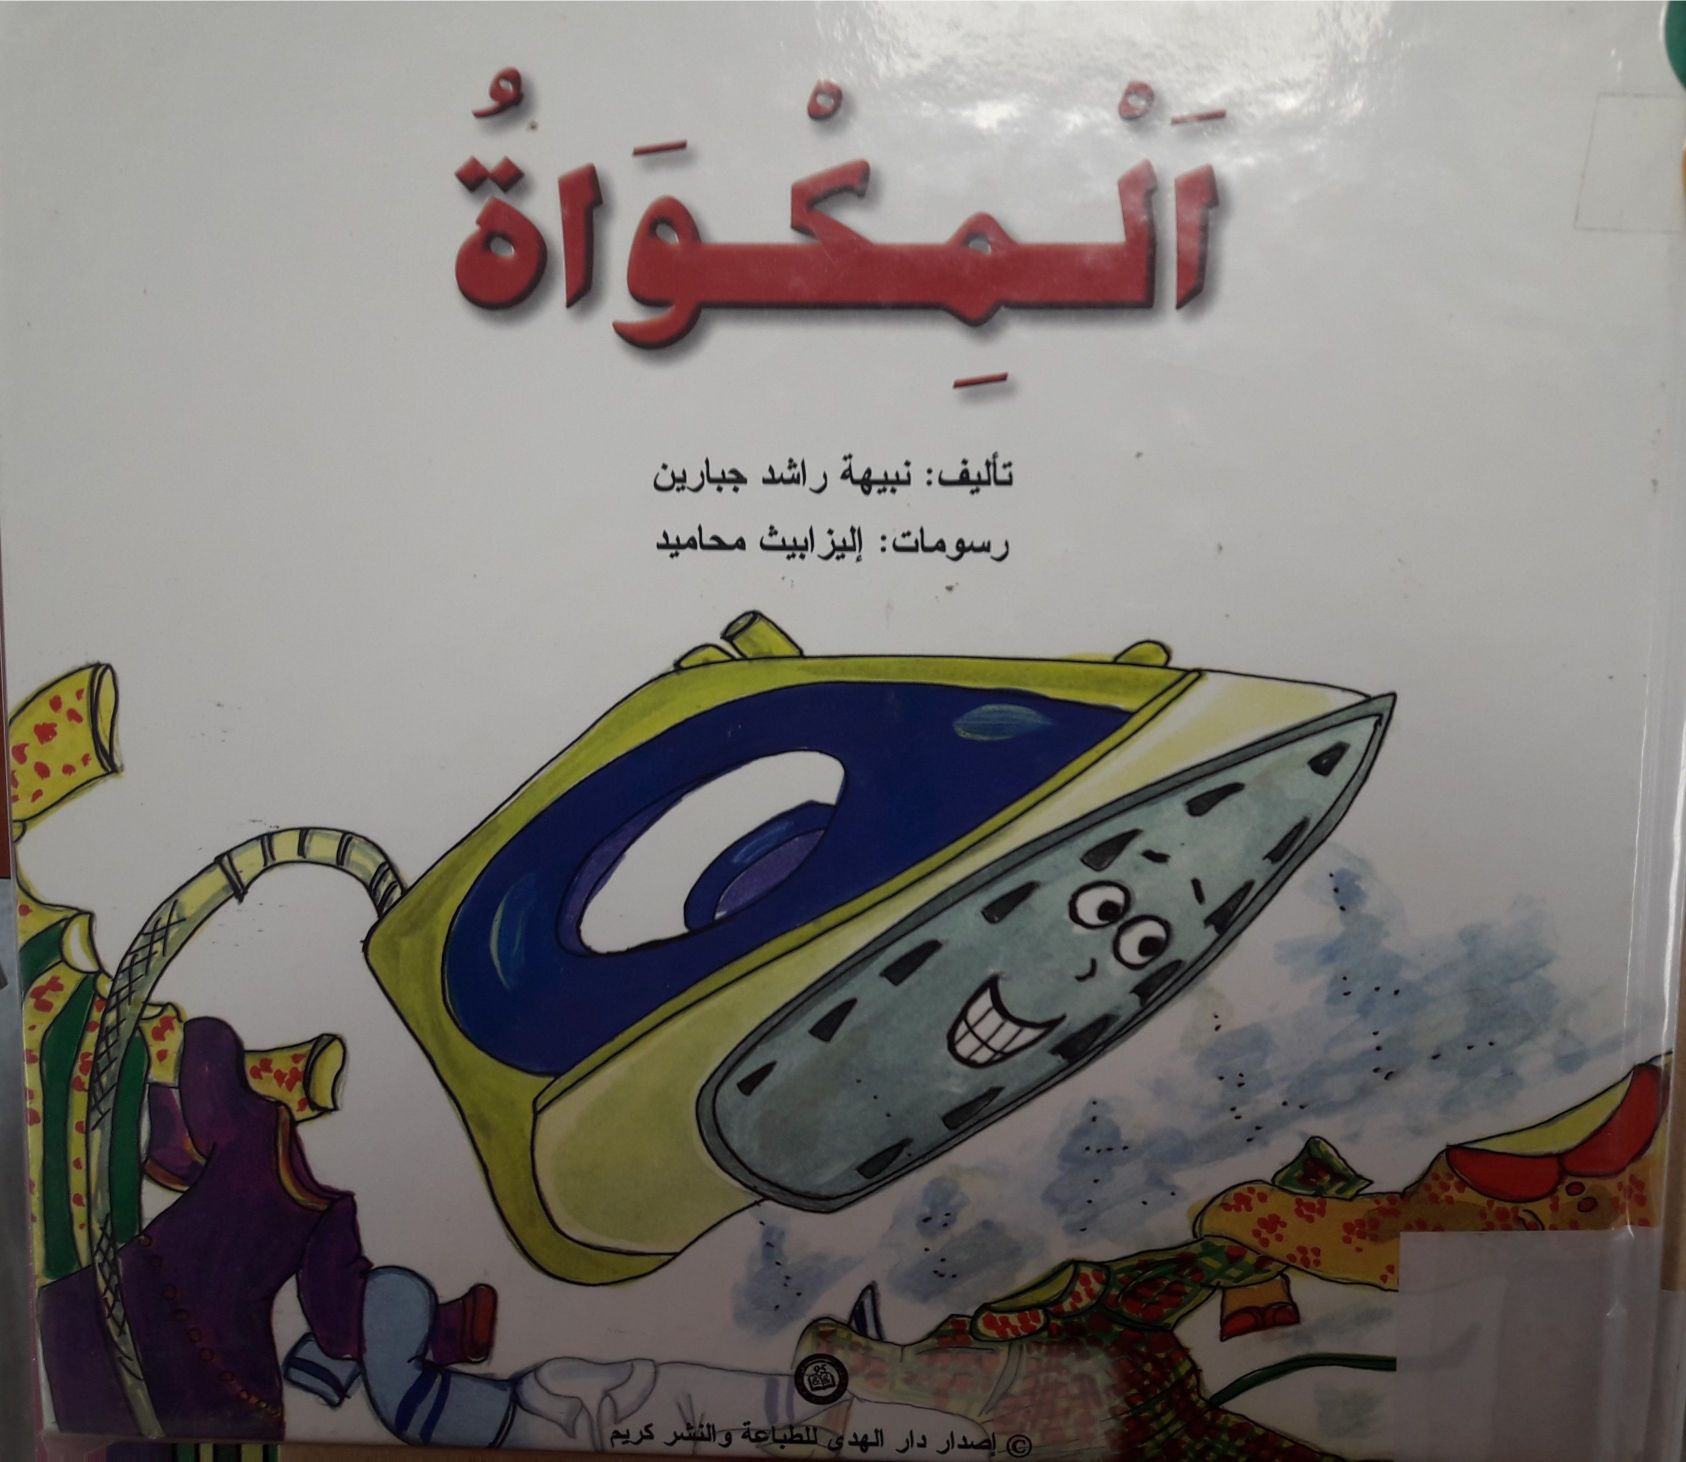 اَلْمِكْوَاةُ
تأليف: نبيهة راشد جبارين
رسومات: إليزابيث محاميد
© إصدار دار الهدى للطباعة والنشر كريم